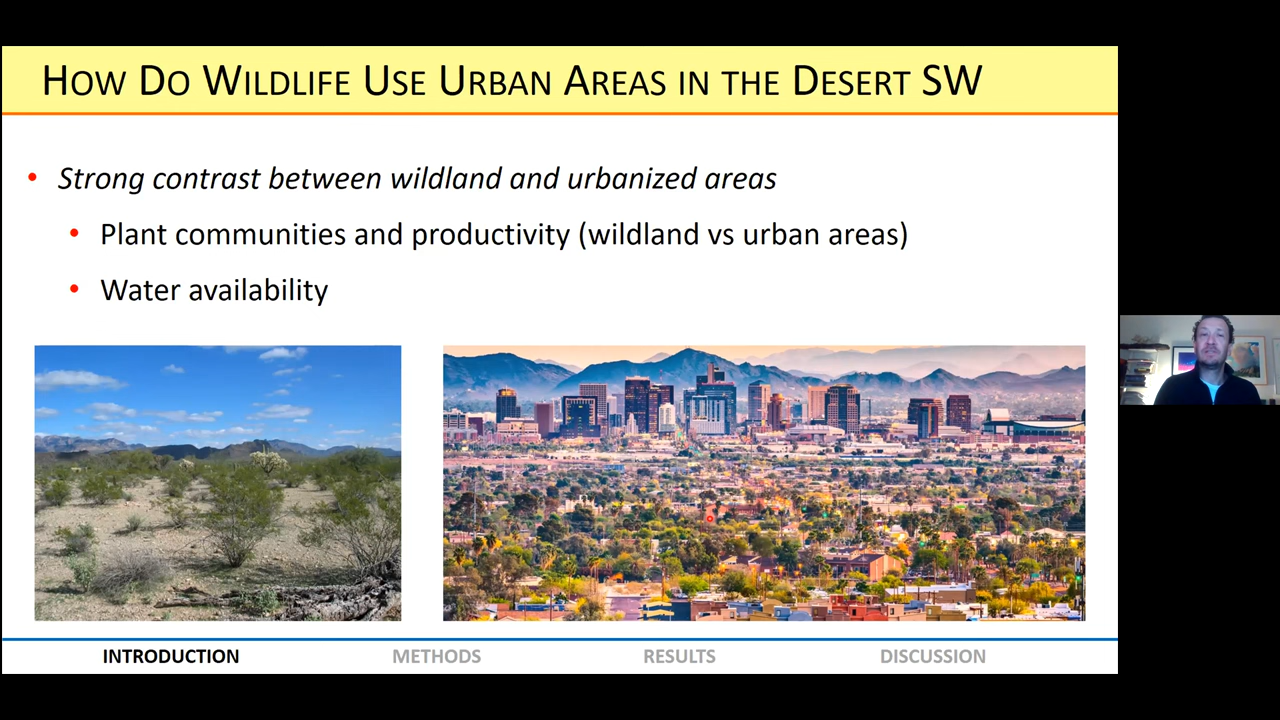 How Do Wildlife Use Urban Areas in the Desert SW
• Strong contrast between wildland and urbanized areas
• Plant communities and productivity (wildland vs urban areas)
• Water availability
INTRODUCTION METHODS RESULTS DISCUSSION